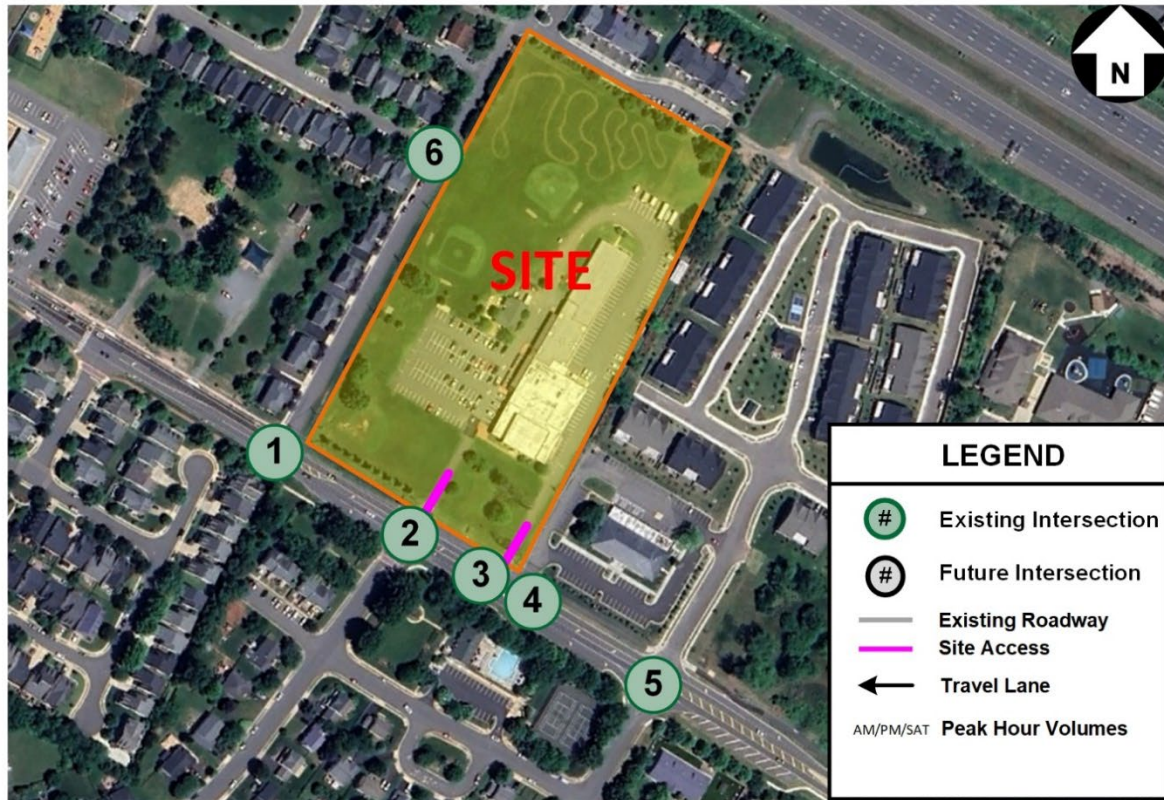 N
6
SITE
1
2
3
4
5
LEGEND
# Existing Intersection
# Future Intersection
Existing Roadway
Site Access
Travel Lane
AM/PM/SAT Peak Hour Volumes